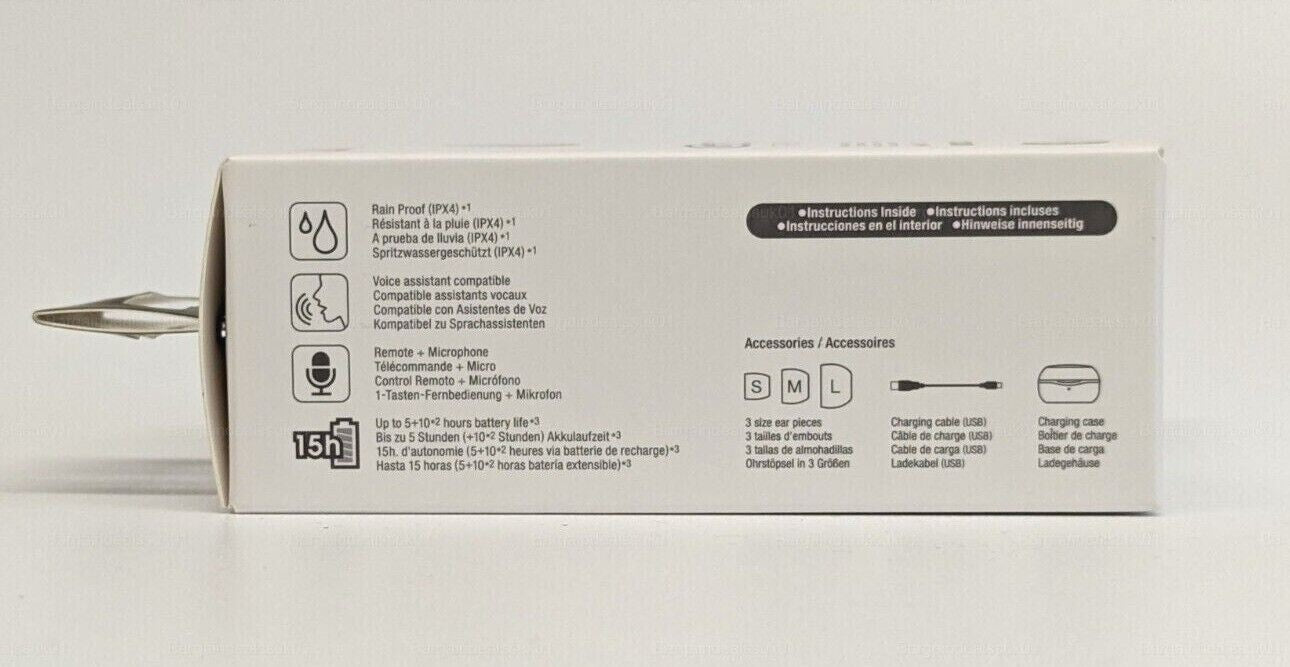 Rain Proof (IPX4) *1
Résistant à la pluie (IPX4) *1
A prueba de lluvia (IPX4) *1
Spritzwassergeschützt (IPX4) *1
Voice assistant compatible
Compatible assistants vocaux
Compatible con Asistentes de Voz
Kompatibel zu Sprachassistenten
Remote + Microphone
Télécommande + Micro
Control Remoto + Micrófono
1-Tasten-Fernbedienung + Mikrofon
15h
Up to 5+10*2 hours battery life*3
Bis zu 5 Stunden (+10*2 Stunden) Akkulaufzeit*3
15h. d'autonomie (5+10*2 heures via batterie de recharge)*3
Hasta 15 horas (5+10*2 horas batería extensible)*3
●Instructions Inside ●Instructions incluses
●Instrucciones en el interior ●Hinweise innenseitig
Accessories / Accessoires
S M L
3 size ear pieces
3 tailles d'embouts
3 tallas de almohadillas
Ohrstöpsel in 3 Größen
Charging cable (USB)
Câble de charge (USB)
Cable de carga (USB)
Ladekabel (USB)
Charging case
Boîtier de charge
Base de carga
Ladegehäuse